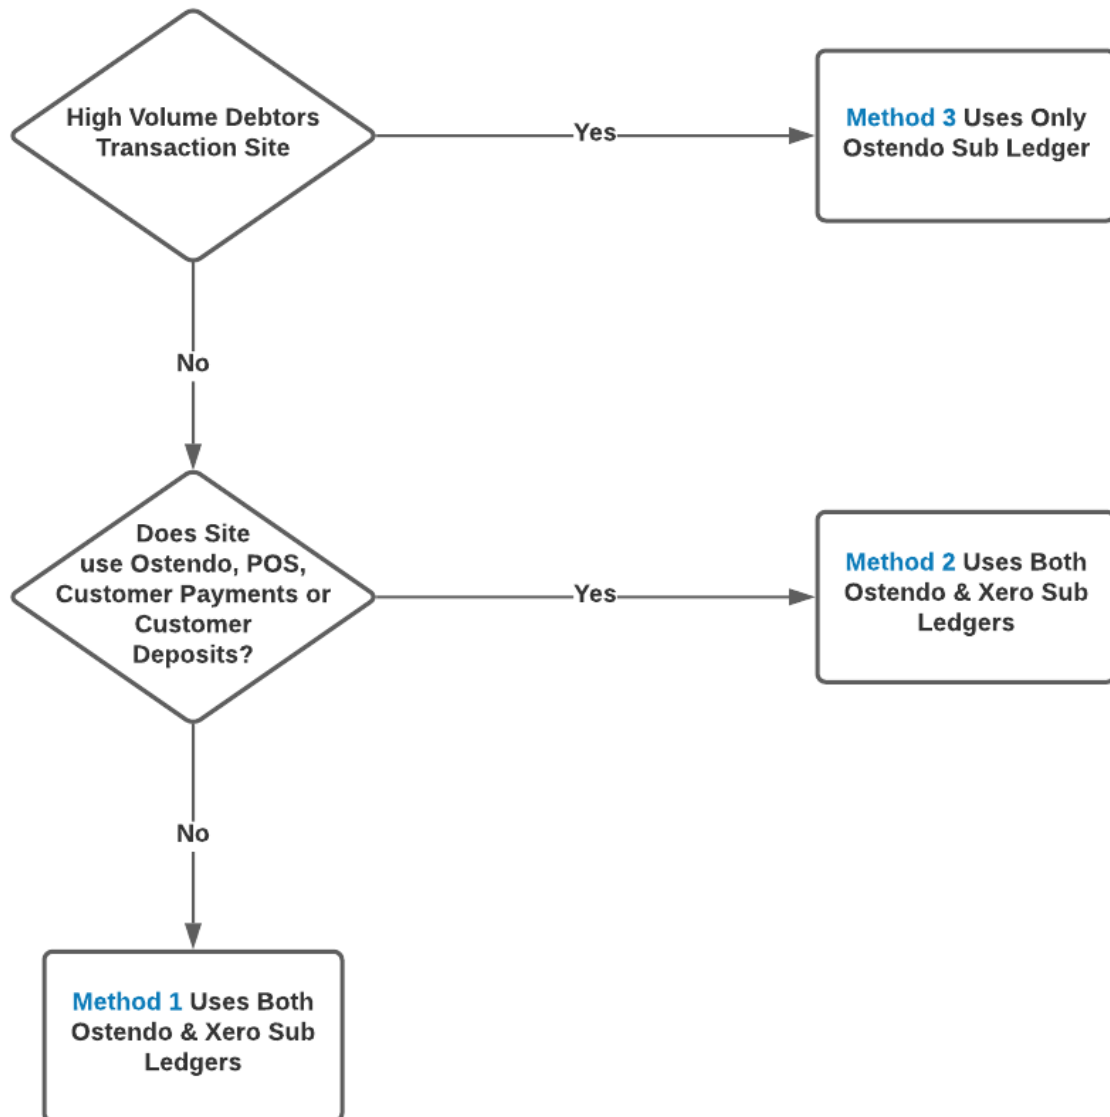 High Volume Debtors
Transaction Site
Yes
Method 3 Uses Only
Ostendo Sub Ledger
No
Does Site
use Ostendo, POS,
Customer Payments or
Customer
Deposits?
Yes
Method 2 Uses Both
Ostendo & Xero Sub
Ledgers
No
Method 1 Uses Both
Ostendo & Xero Sub
Ledgers